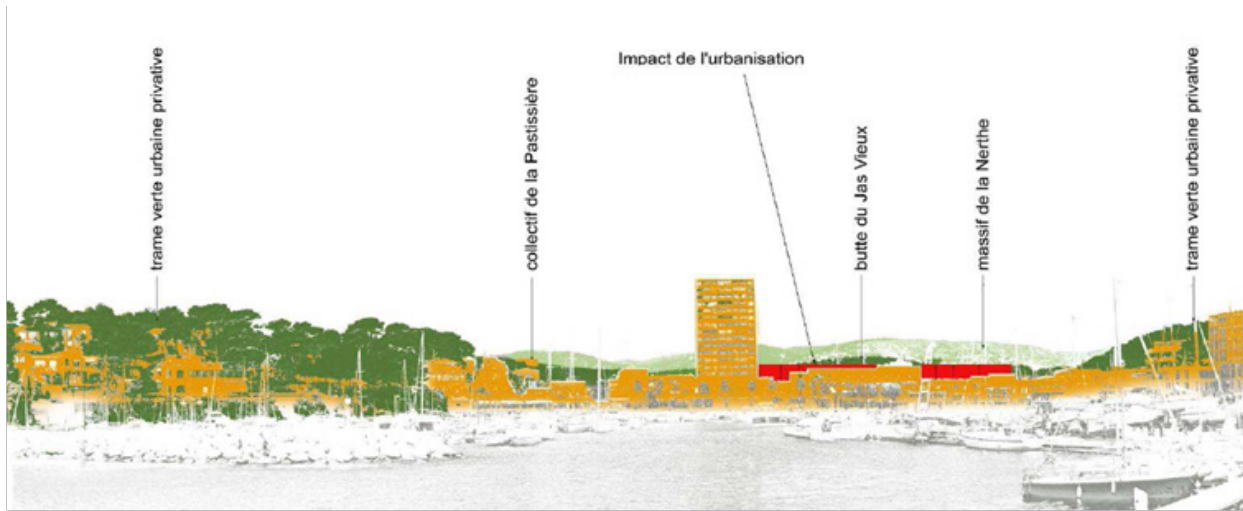 trame verte urbaine privative
collectif de la Pastissière
Impact de l'urbanisation
butte du Jas Vieux
massif de la Nerthe
trame verte urbaine privative